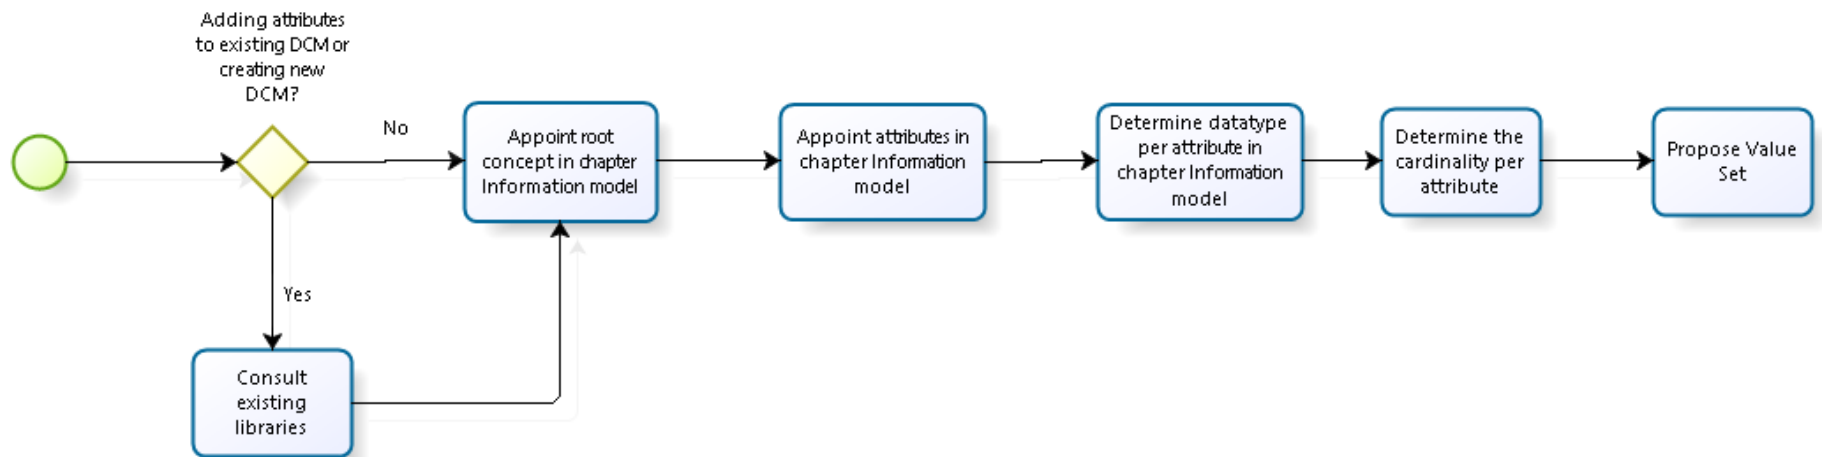 Adding attributes
to existing DCM or
creating new
DCM?
No
Yes
Consult
existing
libraries
Appoint root
concept in chapter
Information model
Appoint attributes in
chapter Information
model
Determine datatype
per attribute in
chapter Information
model
Determine the
cardinality per
attribute
Propose Value
Set